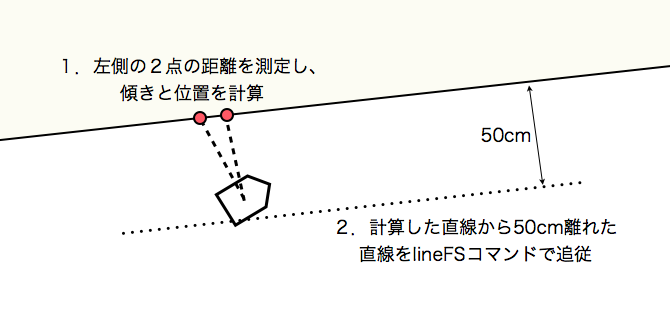 １．左側の２点の距離を測定し、
傾きと位置を計算
50cm
２．計算した直線から50cm離れた
直線をlineFSコマンドで追従